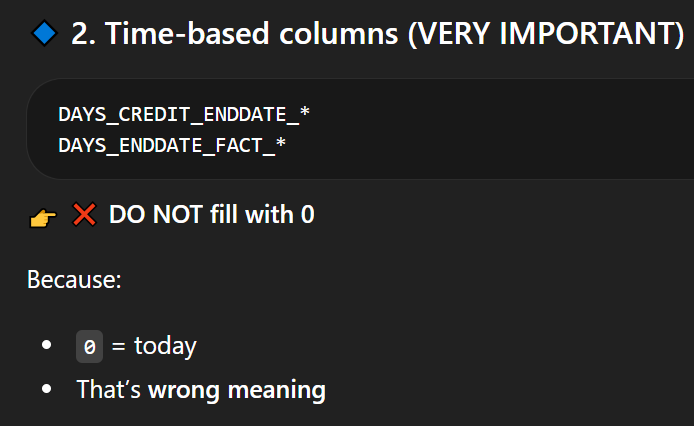 2. Time-based columns (VERY IMPORTANT)
DAYS_CREDIT_ENDDATE_*
DAYS_ENDDATE_FACT_*
👉 ❌ DO NOT fill with 0
Because:
• 0 = today
• That’s wrong meaning